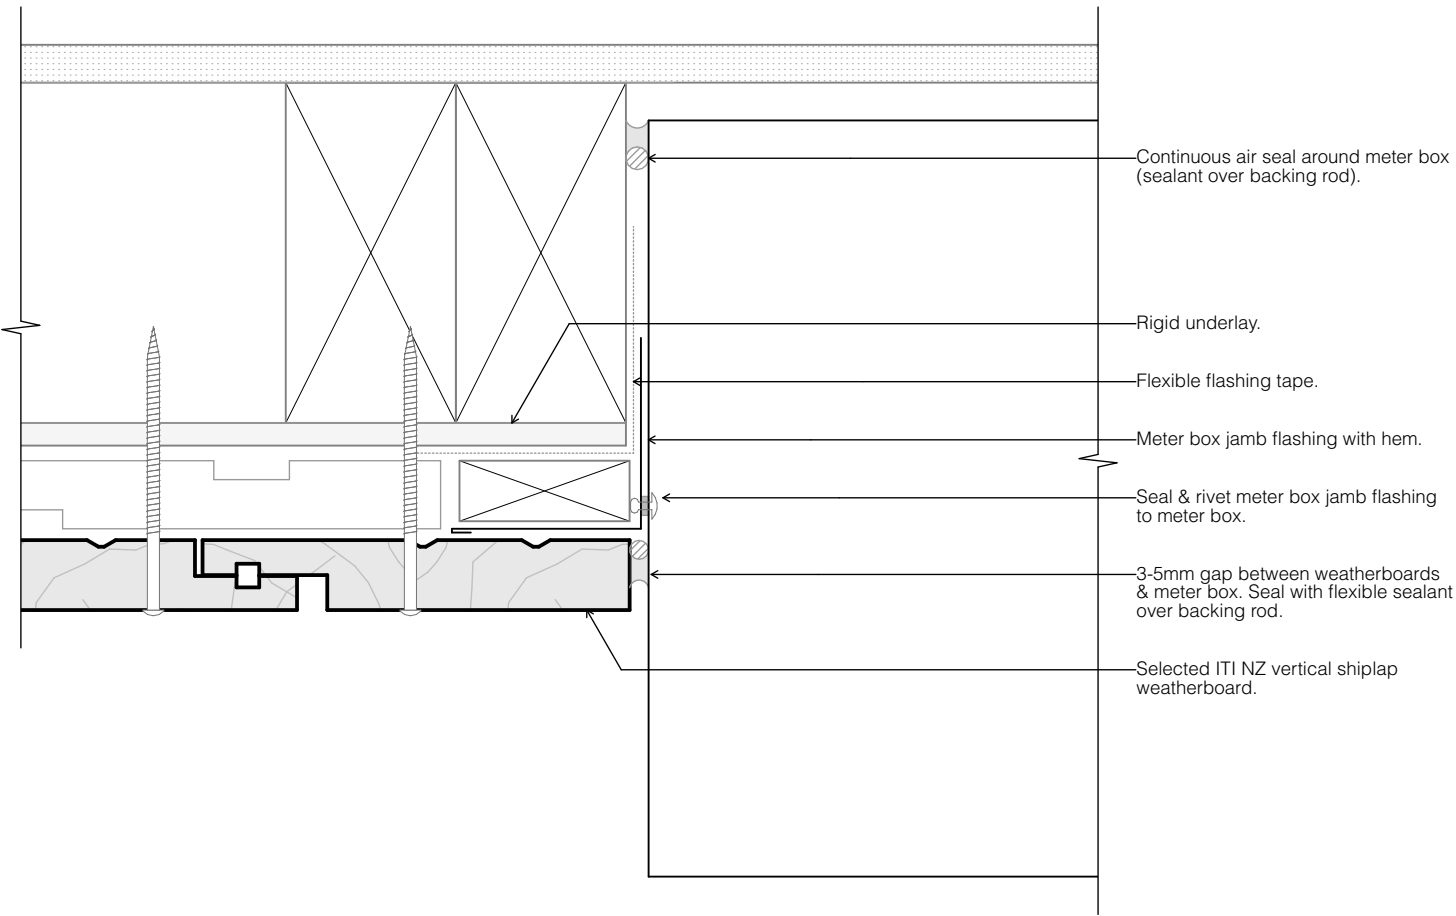 Continuous air seal around meter box
(sealant over backing rod).
Rigid underlay.
Flexible flashing tape.
Meter box jamb flashing with hem.
Seal & rivet meter box jamb flashing
to meter box.
3-5mm gap between weatherboards
& meter box. Seal with flexible sealant
over backing rod.
Selected ITI NZ vertical shiplap
weatherboard.